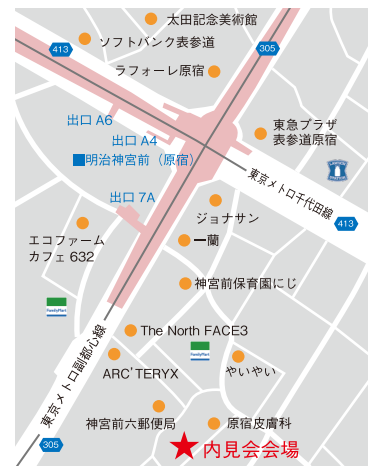 太田記念美術館
ソフトバンク表参道
413
305
ラフォーレ原宿
出口 A6
出口 A4
東急プラザ
表参道原宿
明治神宮前（原宿）
東京メトロ千代田線
LAWSON
出口 7A
ジョナサン
413
エコファーム
カフェ 632
一蘭
神宮前保育園にじ
FamilyMart
東京メトロ副都心線
The North FACE3
FamilyMart
ARC'TERYX
やいやい
神宮前六郵便局
原宿皮膚科
305
内見会会場